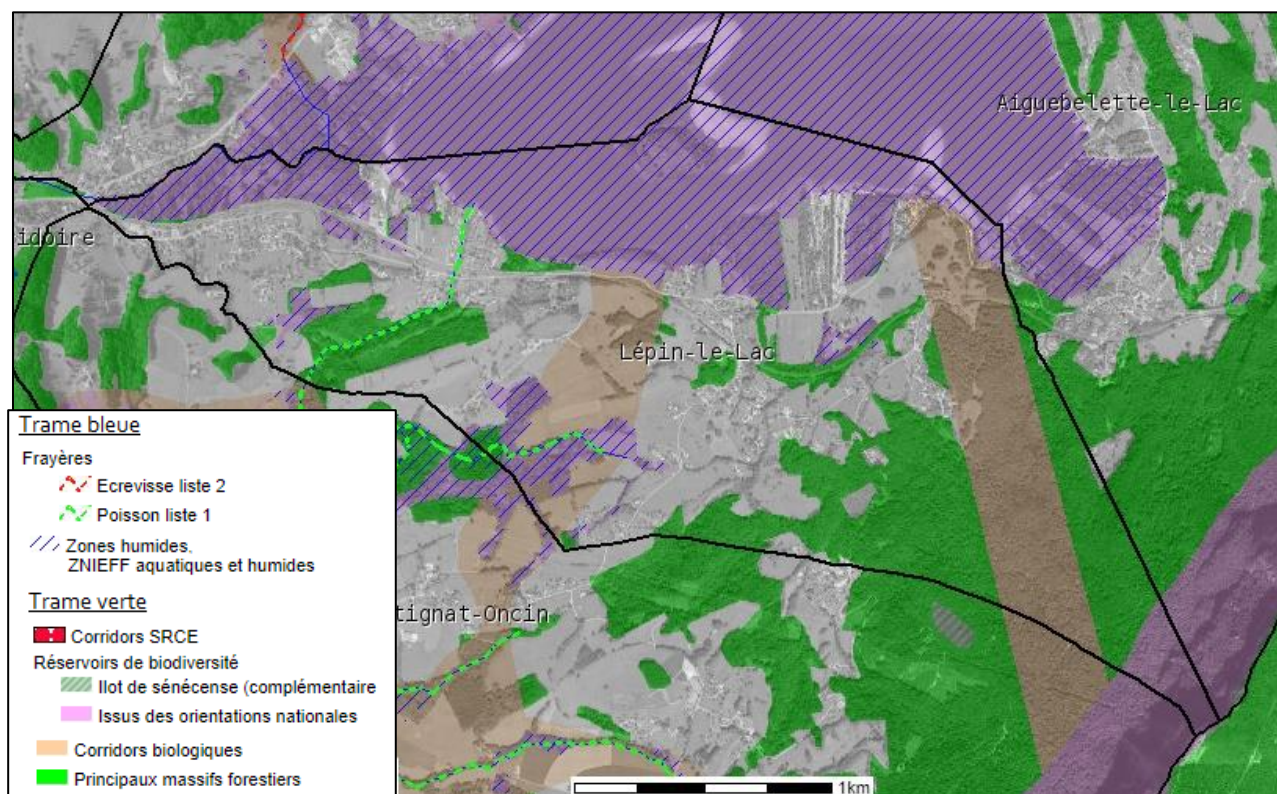 Aiguebelette-le-Lac
idoire
Lépin-le-Lac
tignat-Oncin
Trame bleue
Frayères
Ecrevisse liste 2
Poisson liste 1
Zones humides,
ZNIEFF aquatiques et humides
Trame verte
Corridors SRCE
Réservoirs de biodiversité
Ilot de sénécense (complémentaire
Issus des orientations nationales
Corridors biologiques
Principaux massifs forestiers
1km